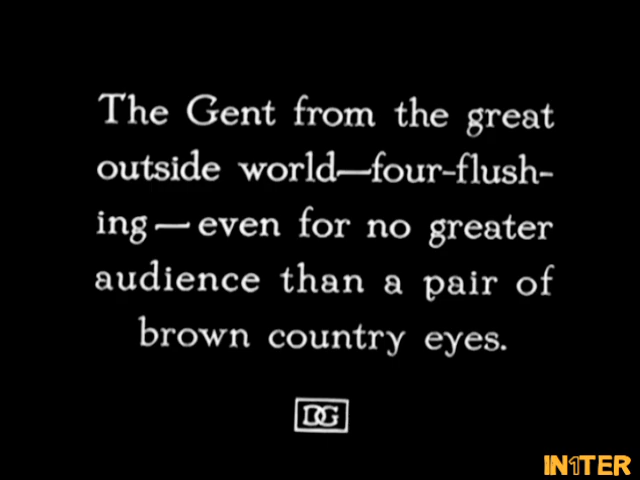 The Gent from the great
outside world—four-flush-
ing—even for no greater
audience than a pair of
brown country eyes.
DG
IN1TER